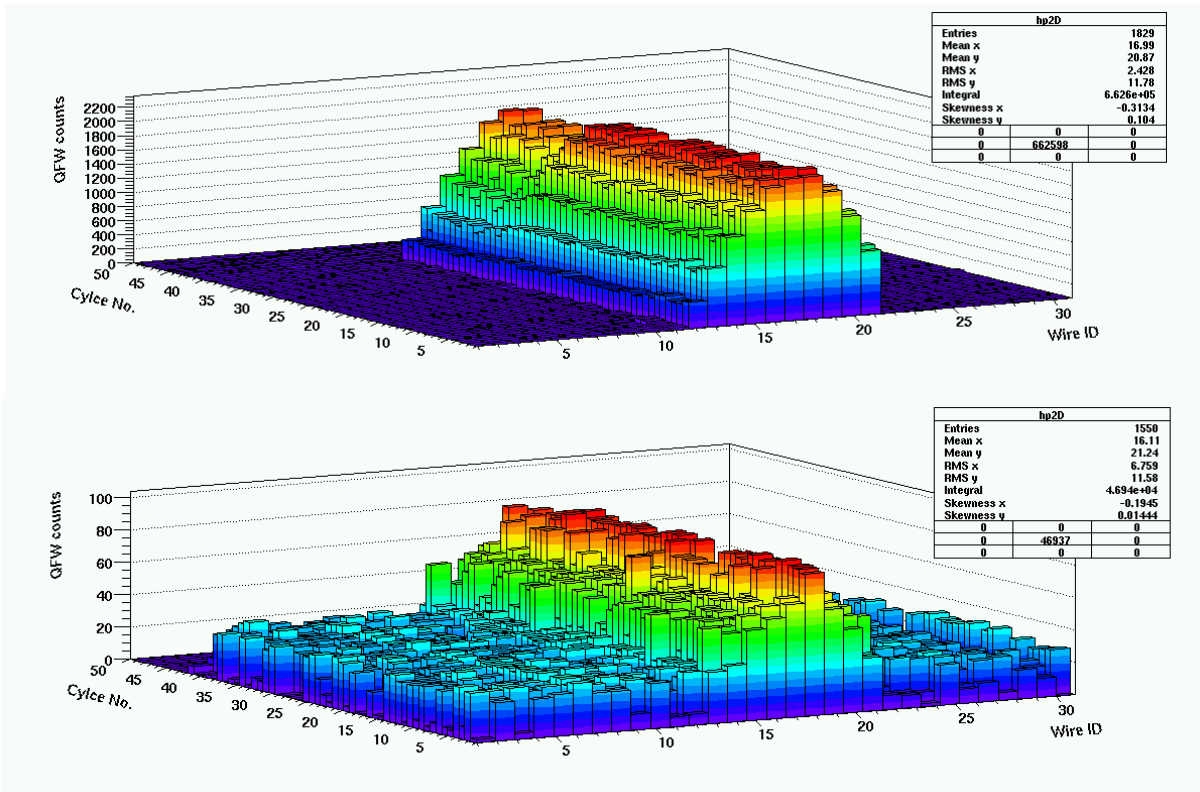 hp2D
Entries 1829
Mean x 16.99
Mean y 20.87
RMS x 2.428
RMS y 11.78
Integral 6.626e+05
Skewness x -0.3134
Skewness y 0.104
0 0 0
0 662598 0
0 0 0
QFW counts
2200
2000
1800
1600
1400
1200
1000
800
600
400
200
0
50 45 40 35 30 25 20 15 10 5
Cylce No.
5 10 15 20 25 30
Wire ID
hp2D
Entries 1550
Mean x 16.11
Mean y 21.24
RMS x 6.759
RMS y 11.58
Integral 4.694e+04
Skewness x -0.1945
Skewness y 0.01444
0 0 0
0 46937 0
0 0 0
QFW counts
100
80
60
40
20
0
50 45 40 35 30 25 20 15 10 5
Cylce No.
5 10 15 20 25 30
Wire ID